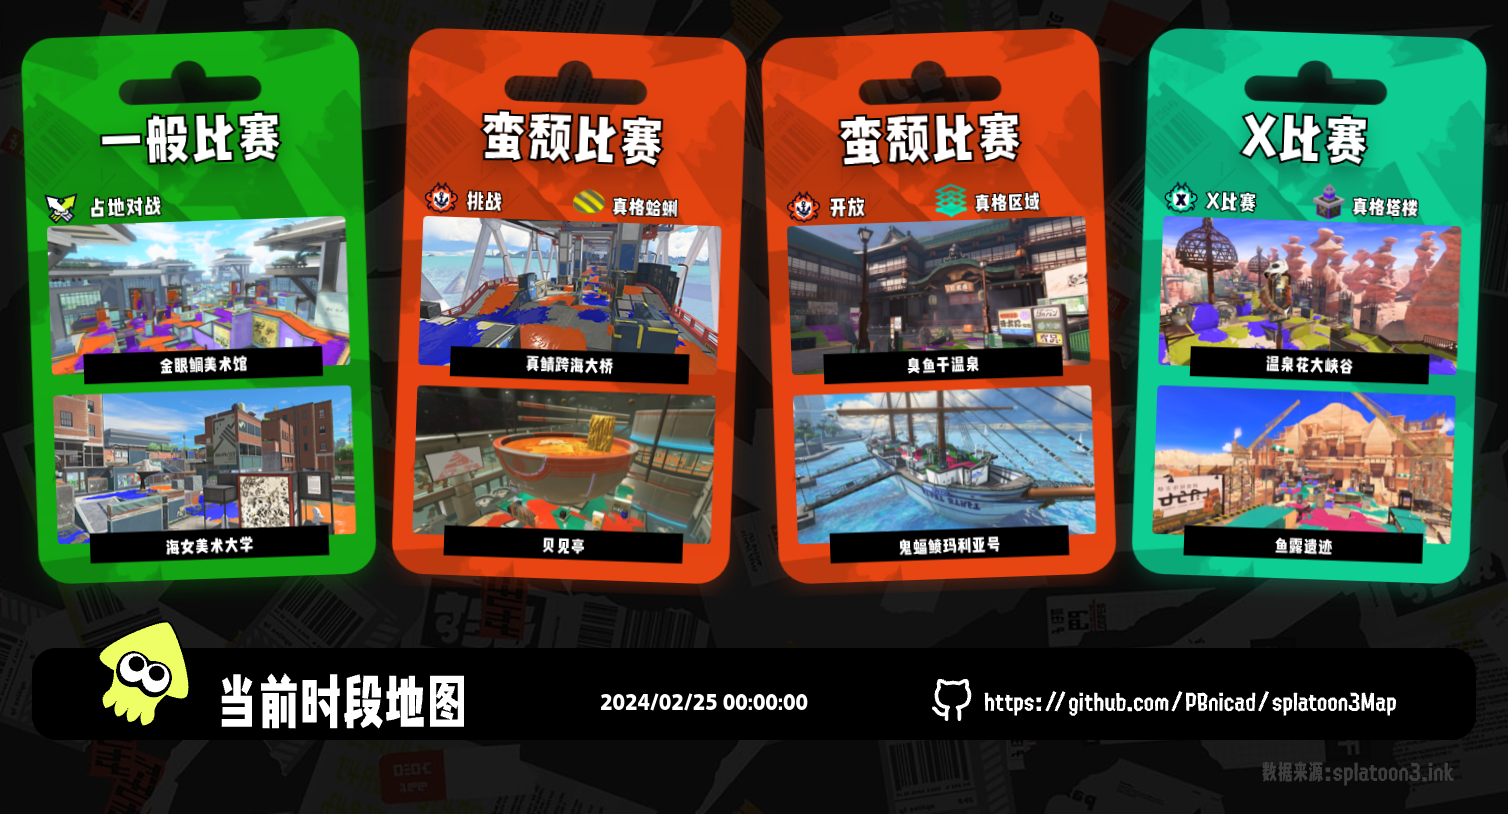 一般比赛
占地对战
金眼鲷美术馆
海女美术大学
蛮颓比赛
挑战
真格蛤蜊
真鲭跨海大桥
贝见亭
蛮颓比赛
开放
真格区域
臭鱼干温泉
鬼蝠鲼玛利亚号
X比赛
X比赛
真格塔楼
温泉花大峡谷
鱼露遗迹
当前时段地图
2024/02/25 00:00:00
https://github.com/PBnicad/splatoon3Map
数据来源:splatoon3.ink